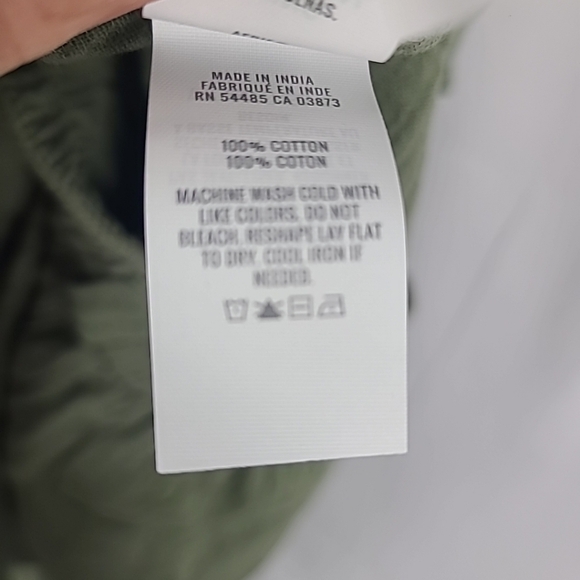 MADE IN INDIA
FABRIQUÉ EN INDE
RN 54485 CA 03873
100% COTTON
100% COTON
MACHINE WASH COLD WITH
LIKE COLORS. DO NOT
BLEACH. RESHAPE LAY FLAT
TO DRY. COOL IRON IF
NEEDED.